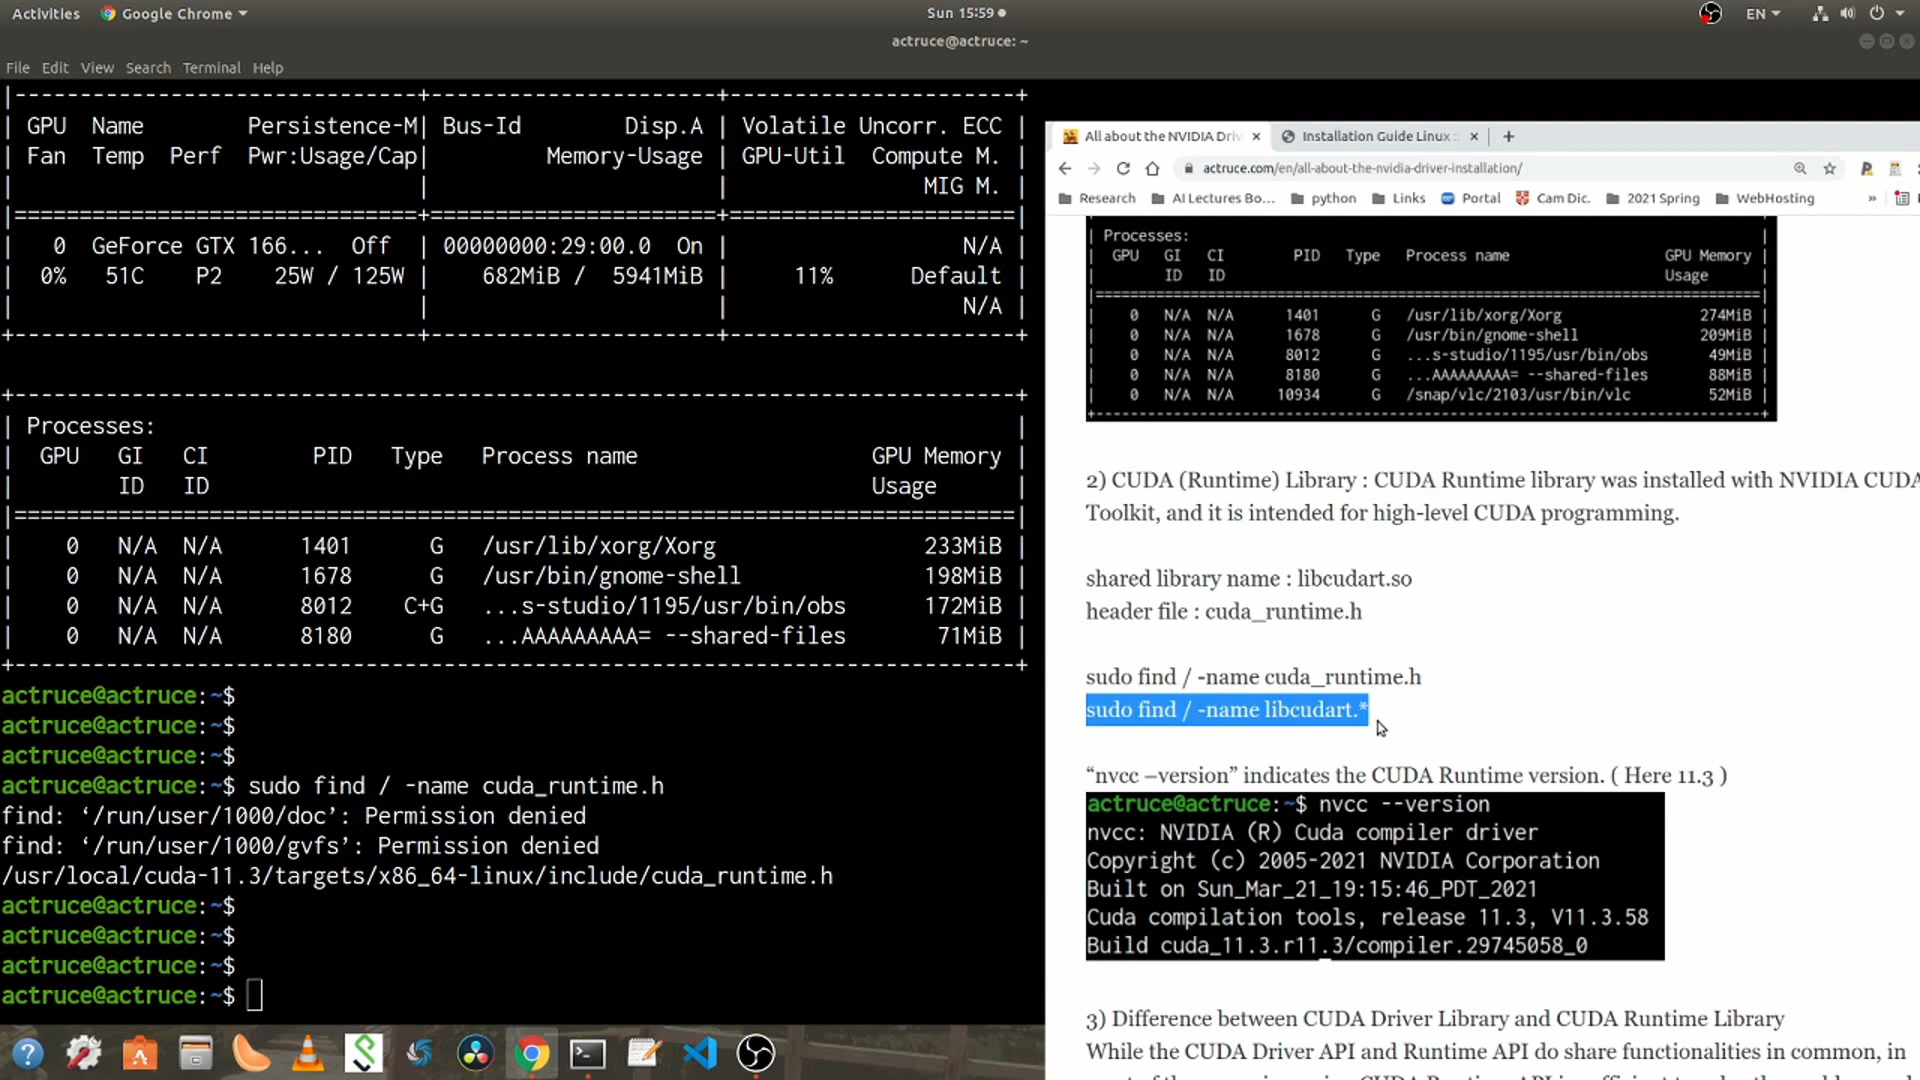 Activities Google Chrome Sun 15:59 EN
actruce@actruce: ~
File Edit View Search Terminal Help
|-------------------------------+----------------------+----------------------+
| GPU Name Persistence-M| Bus-Id Disp.A | Volatile Uncorr. ECC |
| Fan Temp Perf Pwr:Usage/Cap| Memory-Usage | GPU-Util Compute M. |
| | | MIG M. |
|===============================+======================+======================|
| 0 GeForce GTX 166... Off | 00000000:29:00.0 On | N/A |
| 0% 51C P2 25W / 125W | 682MiB / 5941MiB | 11% Default |
| | | N/A |
+-------------------------------+----------------------+----------------------+
+-----------------------------------------------------------------------------+
| Processes: |
| GPU GI CI PID Type Process name GPU Memory |
| ID ID Usage |
|=============================================================================|
| 0 N/A N/A 1401 G /usr/lib/xorg/Xorg 233MiB |
| 0 N/A N/A 1678 G /usr/bin/gnome-shell 198MiB |
| 0 N/A N/A 8012 C+G ...s-studio/1195/usr/bin/obs 172MiB |
| 0 N/A N/A 8180 G ...AAAAAAAAA= --shared-files 71MiB |
+-----------------------------------------------------------------------------+
actruce@actruce:~$
actruce@actruce:~$
actruce@actruce:~$
actruce@actruce:~$ sudo find / -name cuda_runtime.h
find: ‘/run/user/1000/doc’: Permission denied
find: ‘/run/user/1000/gvfs’: Permission denied
/usr/local/cuda-11.3/targets/x86_64-linux/include/cuda_runtime.h
actruce@actruce:~$
actruce@actruce:~$
actruce@actruce:~$
actruce@actruce:~$
All about the NVIDIA Driv Installation Guide Linux :
actruce.com/en/all-about-the-nvidia-driver-installation/
Research AI Lectures Bo... python Links Portal Cam Dic. 2021 Spring WebHosting »
| Processes: |
| GPU GI CI PID Type Process name GPU Memory |
| ID ID Usage |
|=============================================================================|
| 0 N/A N/A 1401 G /usr/lib/xorg/Xorg 274MiB |
| 0 N/A N/A 1678 G /usr/bin/gnome-shell 209MiB |
| 0 N/A N/A 8012 G ...s-studio/1195/usr/bin/obs 49MiB |
| 0 N/A N/A 8180 G ...AAAAAAAAA= --shared-files 88MiB |
| 0 N/A N/A 10934 G /snap/vlc/2103/usr/bin/vlc 52MiB |
+-----------------------------------------------------------------------------+
2) CUDA (Runtime) Library : CUDA Runtime library was installed with NVIDIA CUDA
Toolkit, and it is intended for high-level CUDA programming.
shared library name : libcudart.so
header file : cuda_runtime.h
sudo find / -name cuda_runtime.h
sudo find / -name libcudart.*
“nvcc –version” indicates the CUDA Runtime version. ( Here 11.3 )
actruce@actruce:~$ nvcc --version
nvcc: NVIDIA (R) Cuda compiler driver
Copyright (c) 2005-2021 NVIDIA Corporation
Built on Sun_Mar_21_19:15:46_PDT_2021
Cuda compilation tools, release 11.3, V11.3.58
Build cuda_11.3.r11.3/compiler.29745058_0
3) Difference between CUDA Driver Library and CUDA Runtime Library
While the CUDA Driver API and Runtime API do share functionalities in common, in